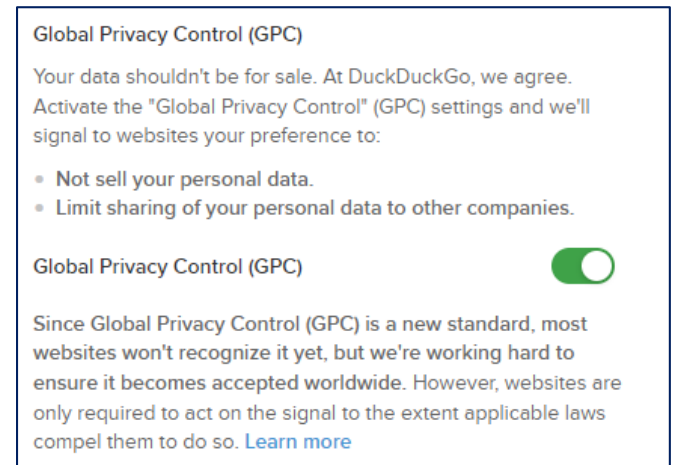 Global Privacy Control (GPC)
Your data shouldn't be for sale. At DuckDuckGo, we agree.
Activate the "Global Privacy Control" (GPC) settings and we'll
signal to websites your preference to:
• Not sell your personal data.
• Limit sharing of your personal data to other companies.
Global Privacy Control (GPC)
Since Global Privacy Control (GPC) is a new standard, most
websites won't recognize it yet, but we're working hard to
ensure it becomes accepted worldwide. However, websites are
only required to act on the signal to the extent applicable laws
compel them to do so. Learn more